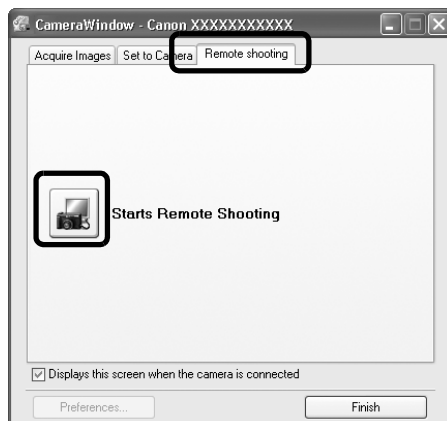 CameraWindow - Canon XXXXXXXXXXX
Acquire Images Set to Camera Remote shooting
Starts Remote Shooting
Displays this screen when the camera is connected
Preferences... Finish